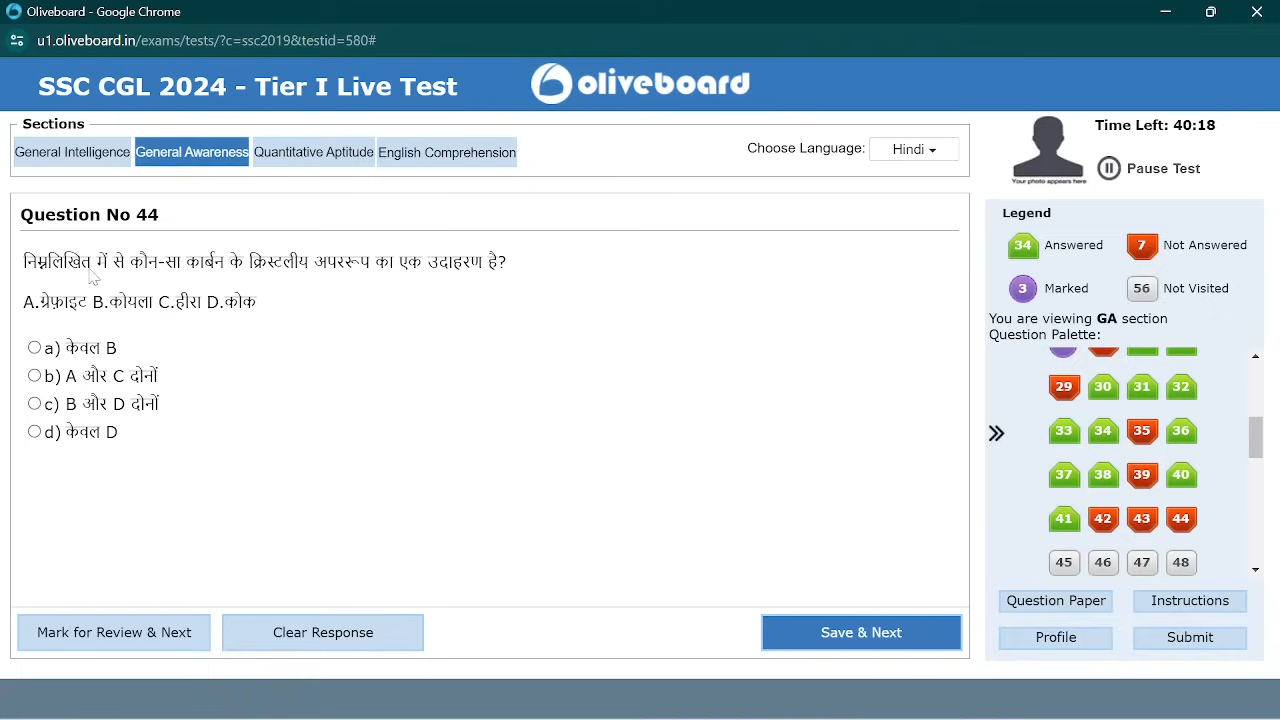 Oliveboard - Google Chrome
u1.oliveboard.in/exams/tests/?c=ssc2019&testid=580#
SSC CGL 2024 - Tier I Live Test
oliveboard
Sections
General Intelligence General Awareness Quantitative Aptitude English Comprehension
Choose Language: Hindi
Your photo appears here
Time Left: 40:18
Pause Test
Question No 44
निम्नलिखित में से कौन-सा कार्बन के क्रिस्टलीय अपररूप का एक उदाहरण है?
A.ग्रेफ़ाइट B.कोयला C.हीरा D.कोक
a) केवल B
b) A और C दोनों
c) B और D दोनों
d) केवल D
Mark for Review & Next
Clear Response
Save & Next
Legend
34 Answered 7 Not Answered
3 Marked 56 Not Visited
You are viewing GA section
Question Palette:
29 30 31 32
33 34 35 36
37 38 39 40
41 42 43 44
45 46 47 48
Question Paper Instructions
Profile Submit